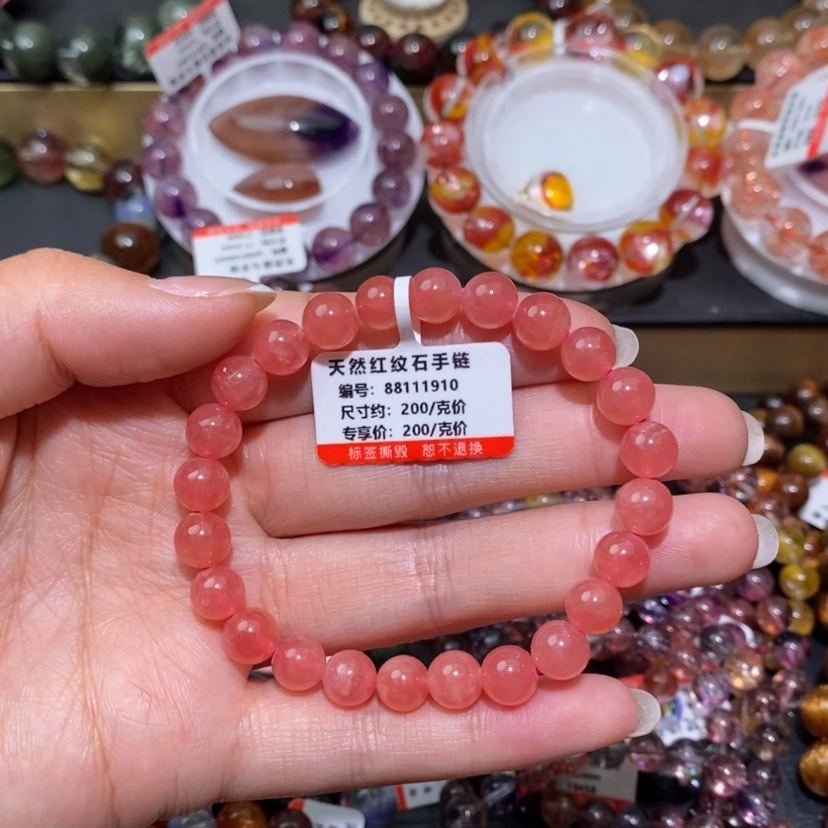 天然红纹石手链
编号：88111910
尺寸约：200/克价
专享价：200/克价
标签撕毁 恕不退换